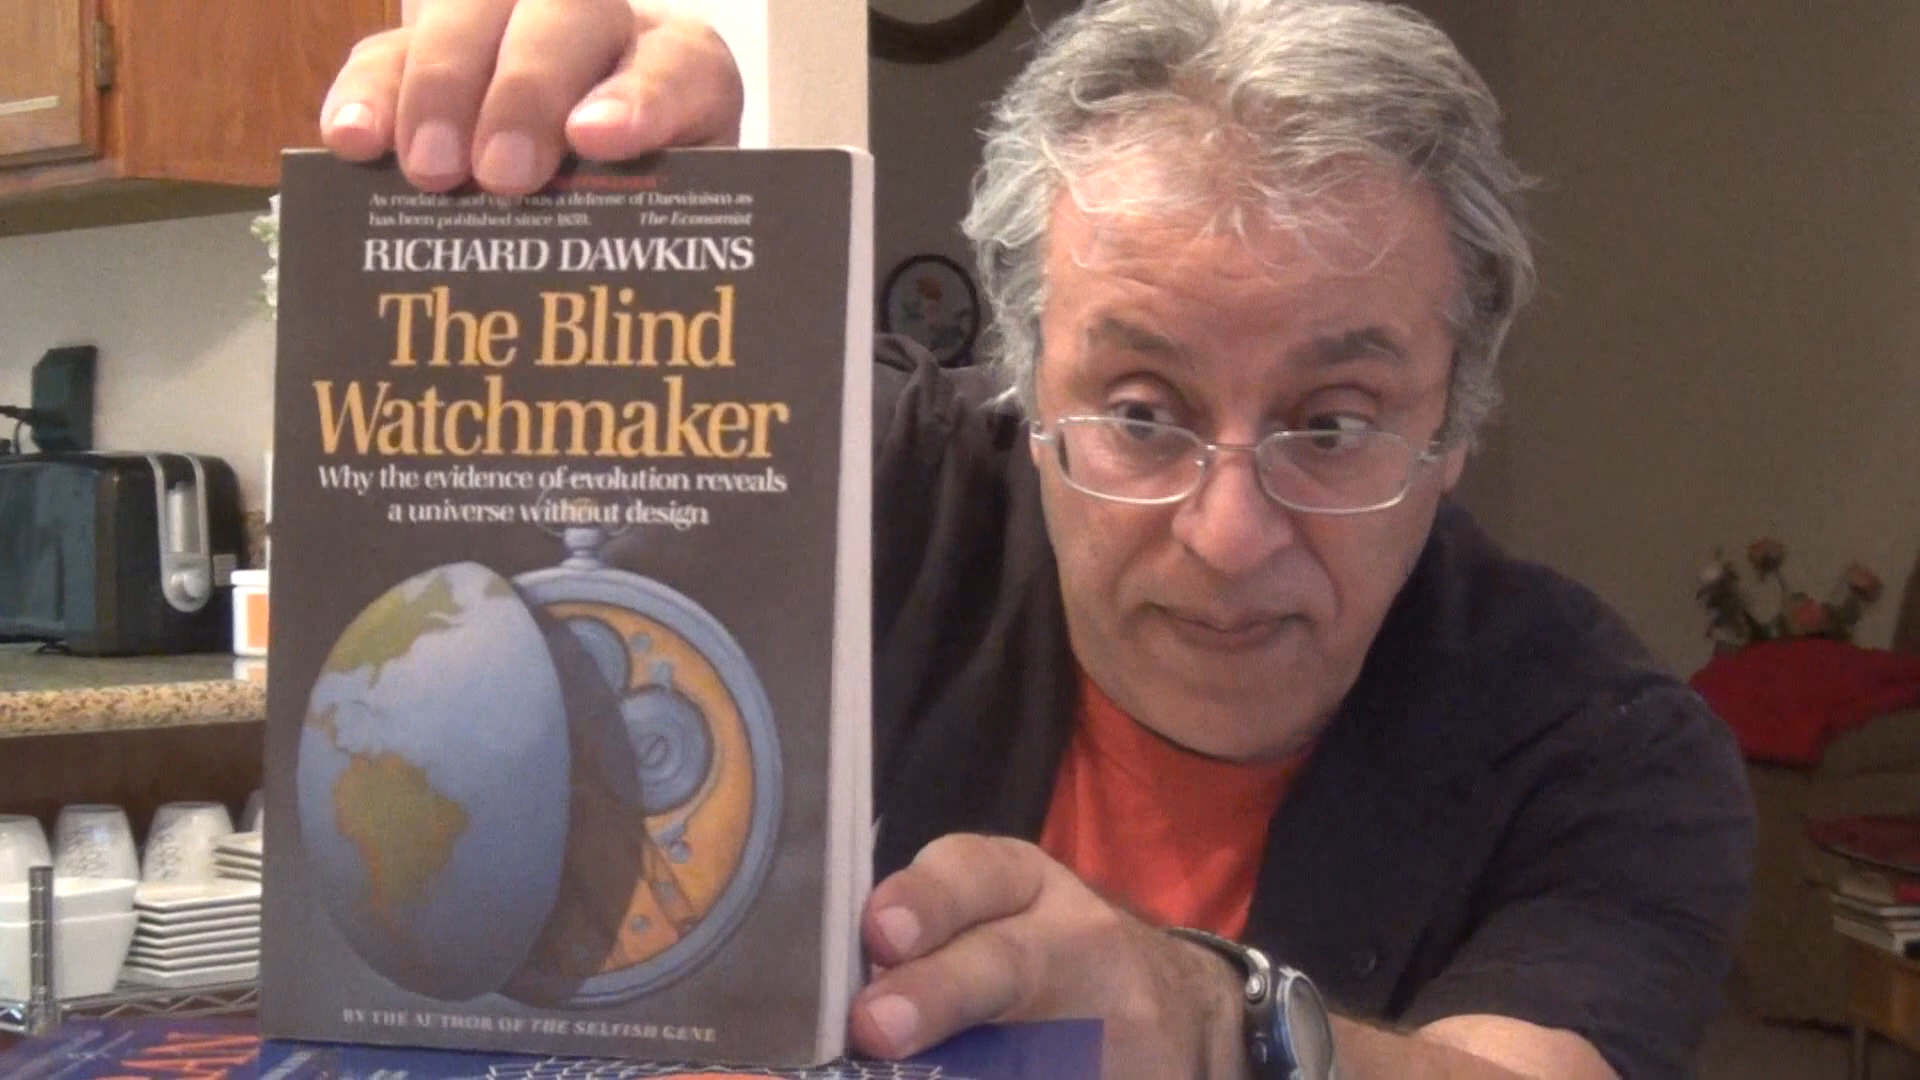 As readable and vigorous a defense of Darwinism as
has been published since 1859. The Economist
RICHARD DAWKINS
The Blind
Watchmaker
Why the evidence of evolution reveals
a universe without design
BY THE AUTHOR OF THE SELFISH GENE
AN